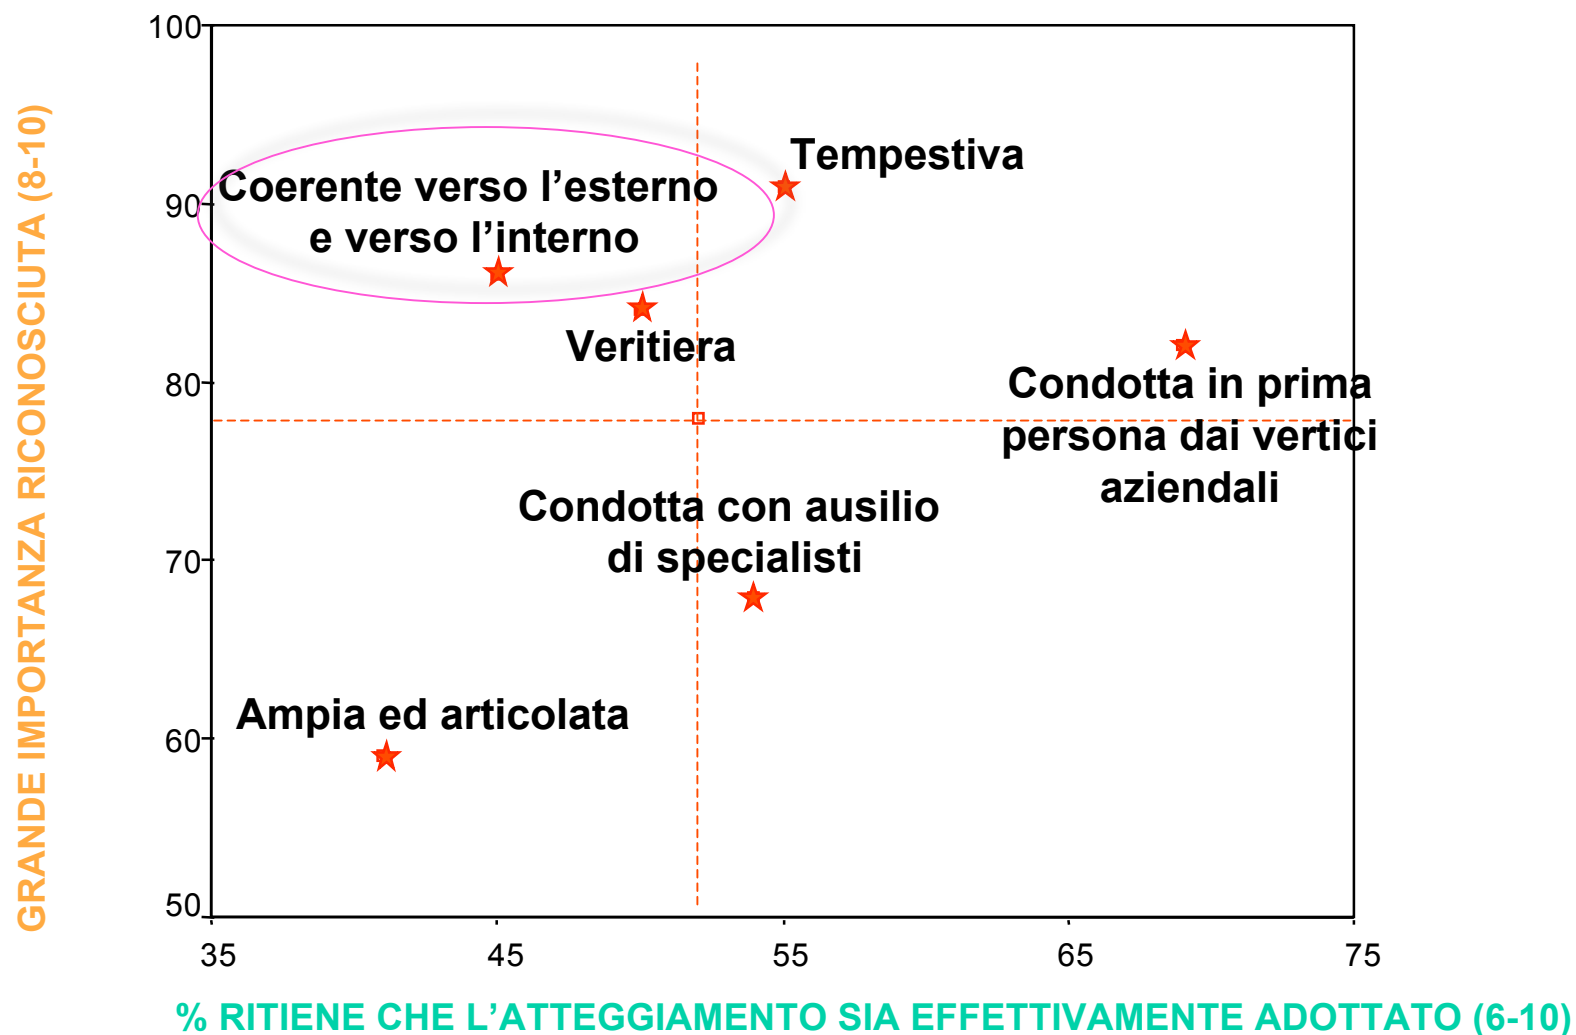 GRANDE IMPORTANZA RICONOSCIUTA (8-10)
100
90
80
70
60
50
Tempestiva
Coerente verso l'esterno
e verso l'interno
Veritiera
Condotta in prima
persona dai vertici
aziendali
Condotta con ausilio
di specialisti
Ampia ed articolata
35 45 55 65 75
% RITIENE CHE L'ATTEGGIAMENTO SIA EFFETTIVAMENTE ADOTTATO (6-10)